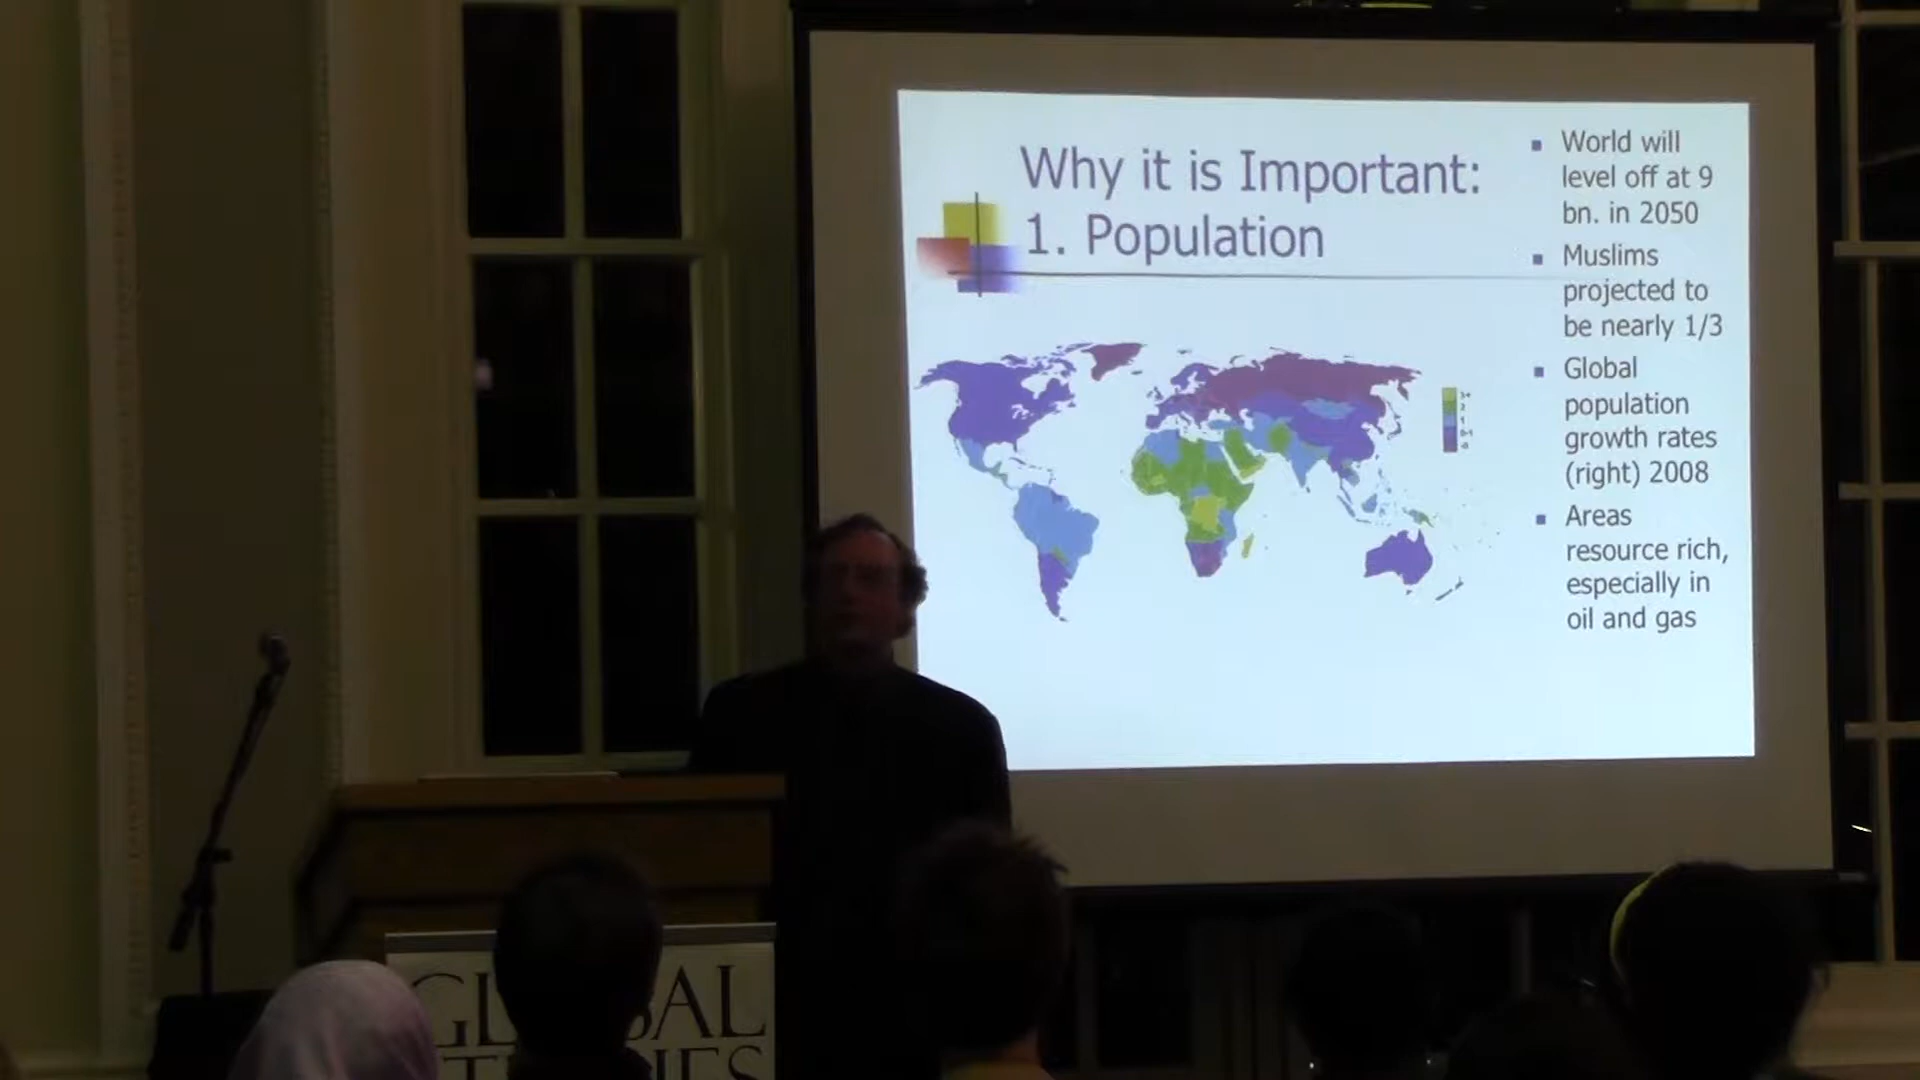 Why it is Important:
1. Population
World will
level off at 9
bn. in 2050
Muslims
projected to
be nearly 1/3
Global
population
growth rates
(right) 2008
Areas
resource rich,
especially in
oil and gas